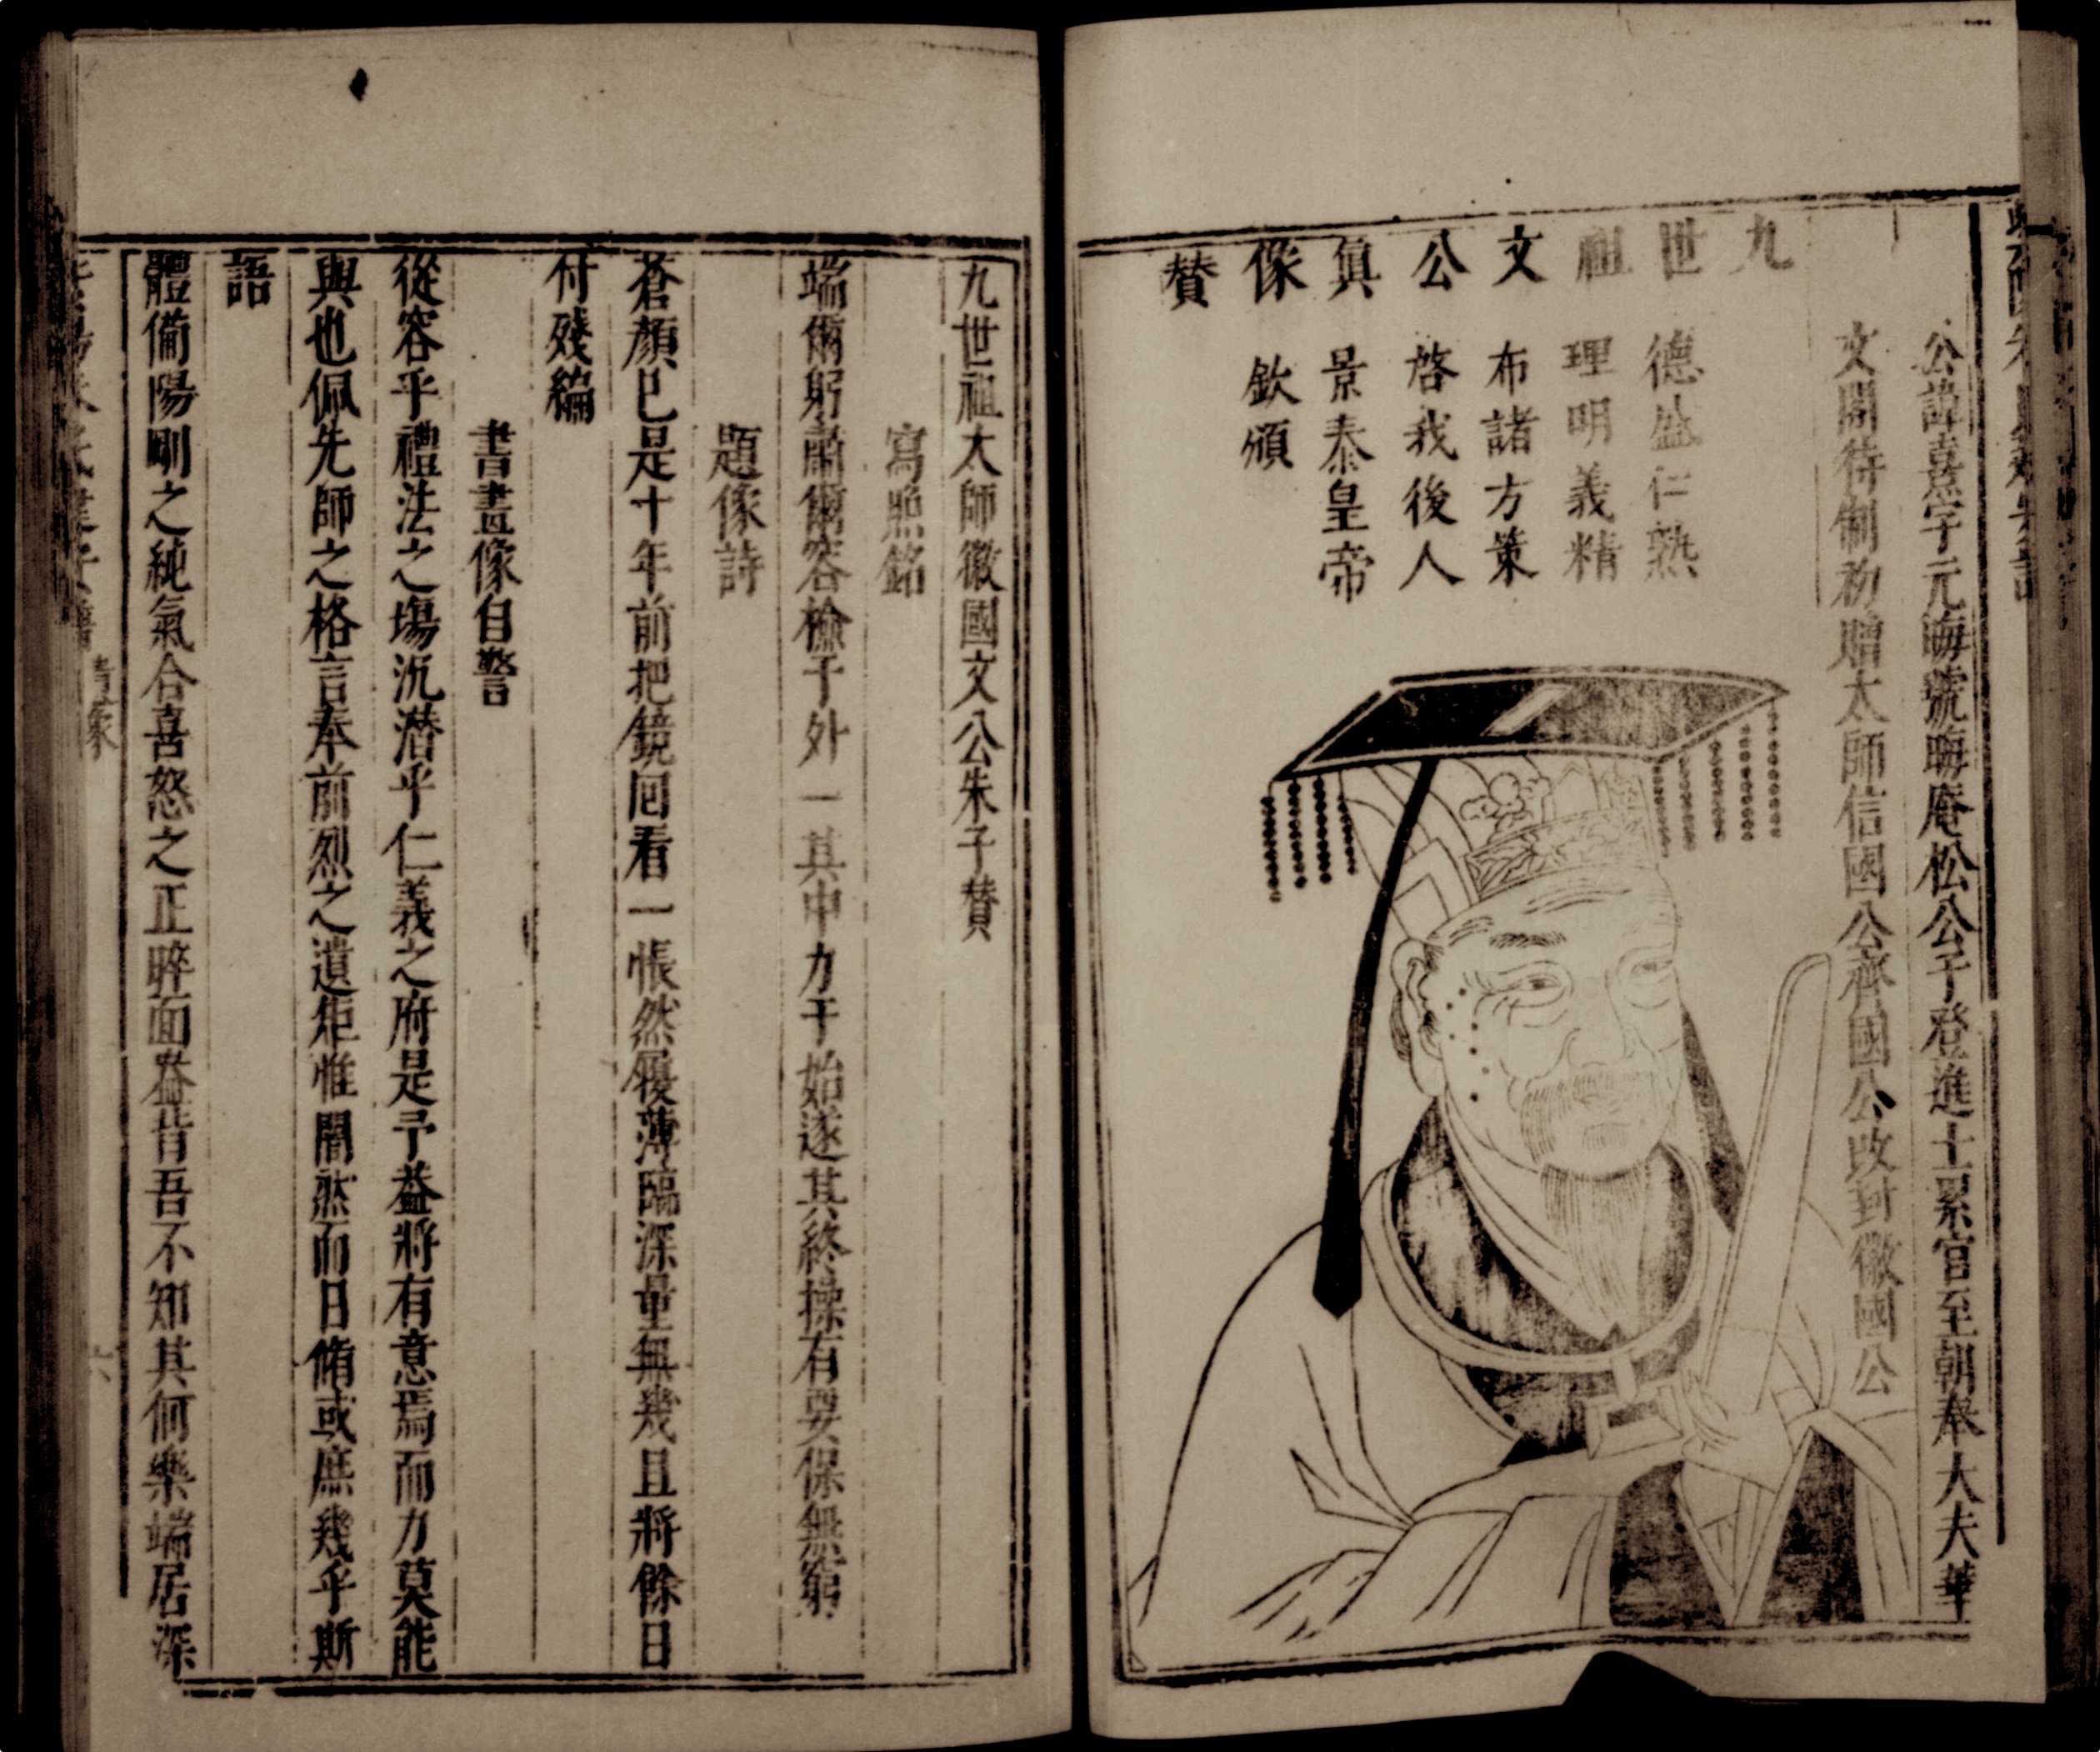 公諱熹字元晦號晦庵松公子登進士累官至朝奉大夫華
文閣待制初贈太師信國公齊國公改封徽國公
九世祖文公真像贊
德盛仁熟
理明義精
布諸方策
啓我後人
景泰皇帝
欽頒
九世祖太師徽國文公朱子贊
寫照銘
端爾躬肅爾容檢于外一其中力于始遂其終操有要保無窮
題像詩
蒼顏已是十年前把鏡囘看一悵然履薄臨深量無幾且將餘日
付殘編
書畫像自警
從容乎禮法之場沉潛乎仁義之府是予葢將有意焉而力莫能
與也佩先師之格言奉前烈之遺矩惟闇然而日脩或庶幾乎斯
語
體備陽剛之純氣合喜怒之正睟面盎背吾不知其何樂端居深